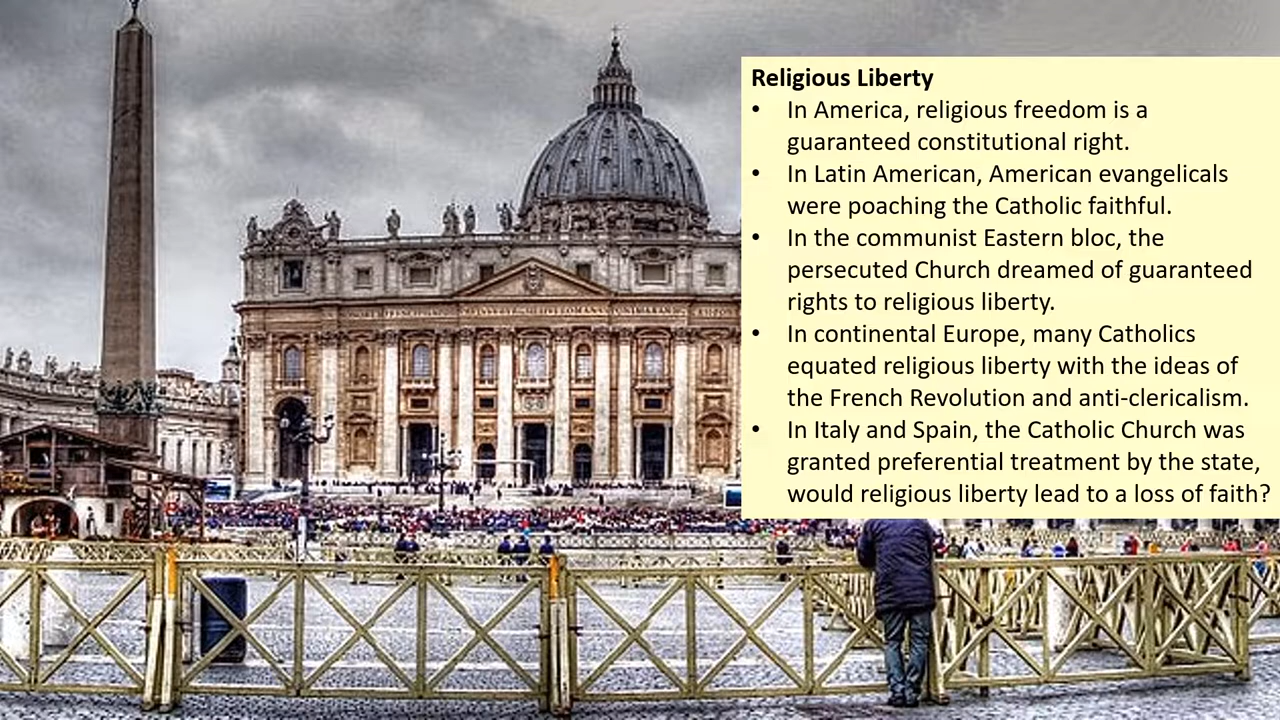 Religious Liberty
• In America, religious freedom is a
guaranteed constitutional right.
• In Latin American, American evangelicals
were poaching the Catholic faithful.
• In the communist Eastern bloc, the
persecuted Church dreamed of guaranteed
rights to religious liberty.
• In continental Europe, many Catholics
equated religious liberty with the ideas of
the French Revolution and anti-clericalism.
• In Italy and Spain, the Catholic Church was
granted preferential treatment by the state,
would religious liberty lead to a loss of faith?